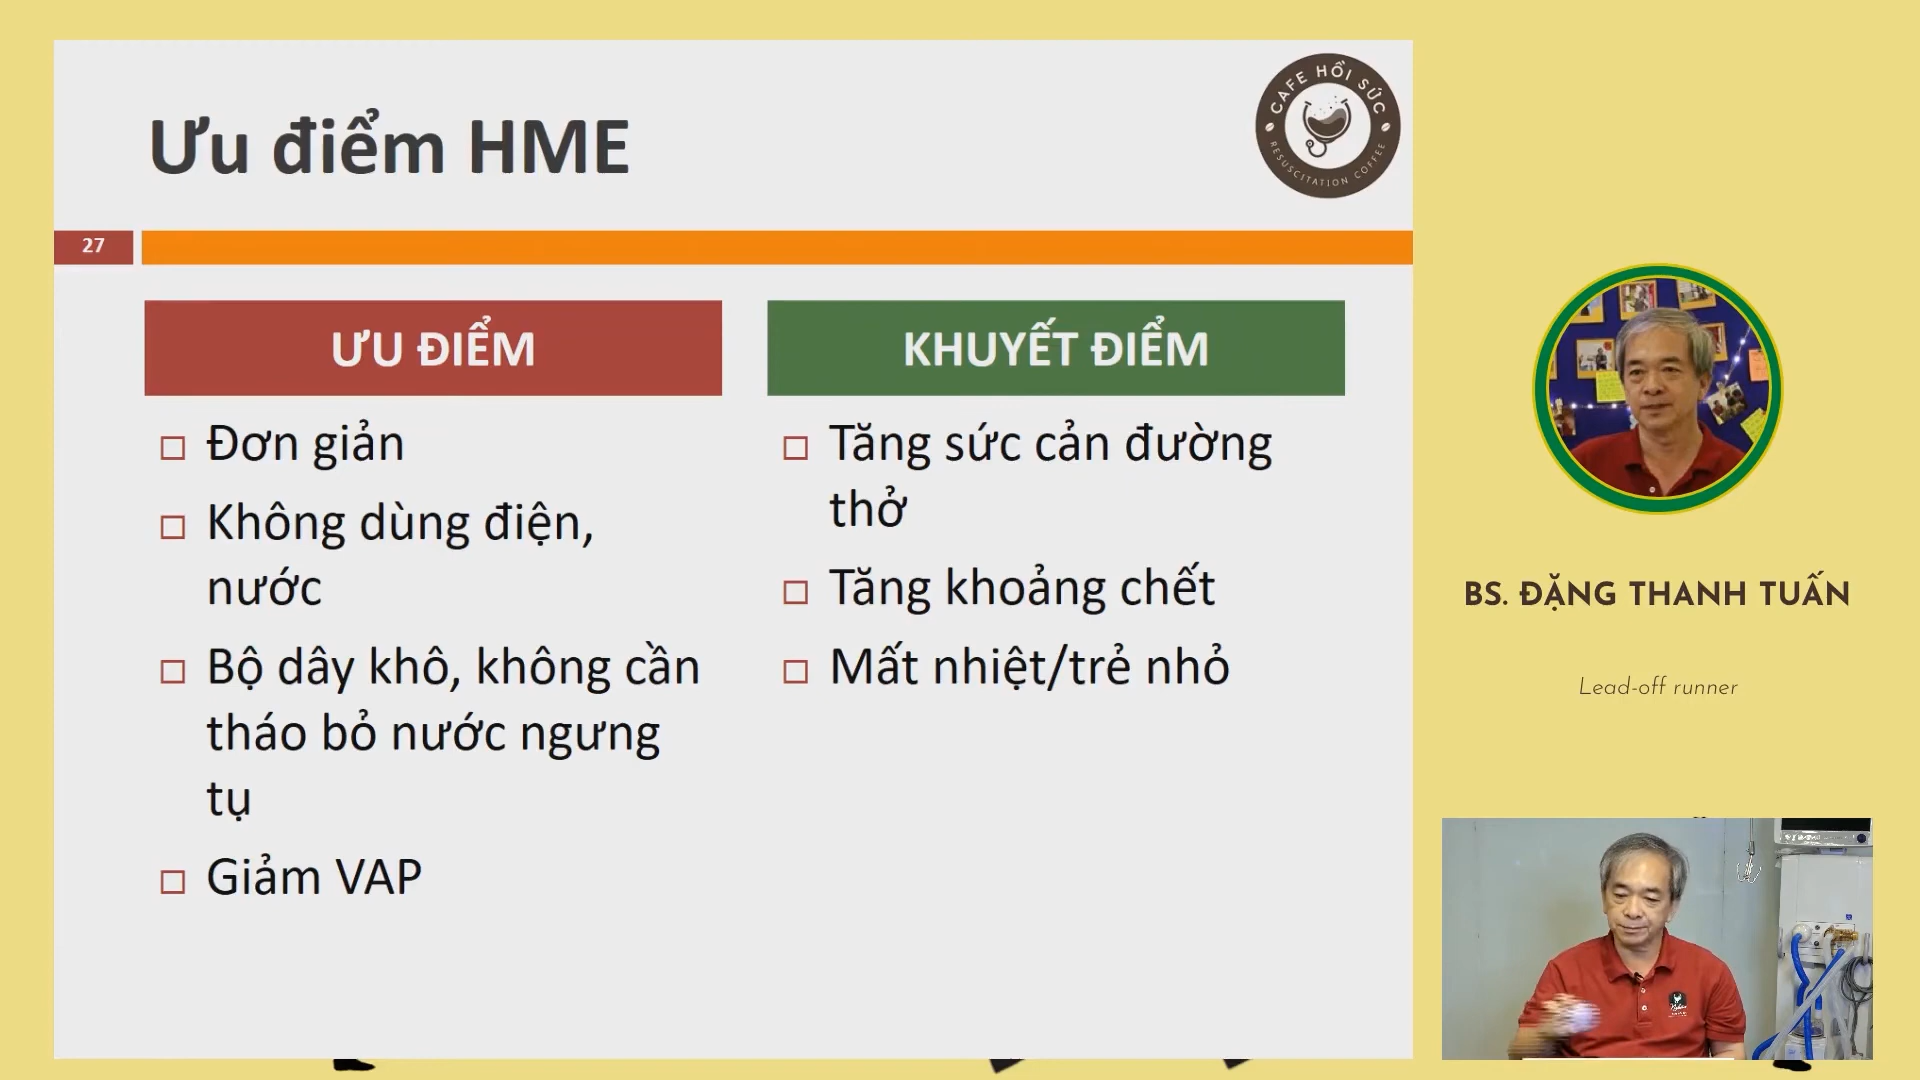 Ưu điểm HME
CAFE HỒI SỨC
RESUSCITATION COFFEE
27
ƯU ĐIỂM
Đơn giản
Không dùng điện,
nước
Bộ dây khô, không cần
tháo bỏ nước ngưng
tụ
Giảm VAP
KHUYẾT ĐIỂM
Tăng sức cản đường
thở
Tăng khoảng chết
Mất nhiệt/trẻ nhỏ
BS. ĐẶNG THANH TUẤN
Lead-off runner